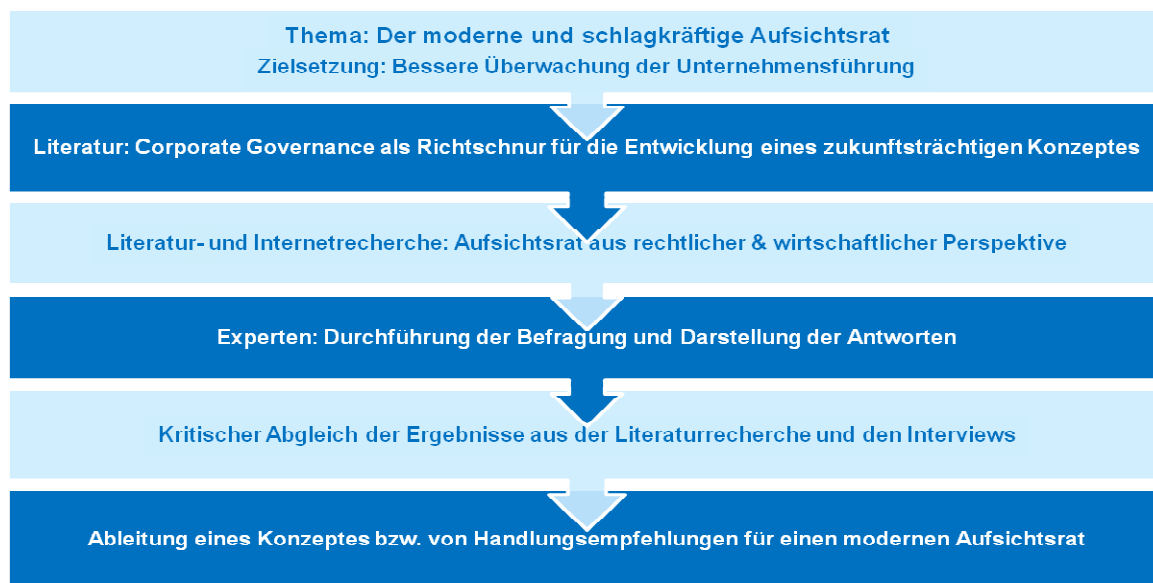 Thema: Der moderne und schlagkräftige Aufsichtsrat
Zielsetzung: Bessere Überwachung der Unternehmensführung
Literatur: Corporate Governance als Richtschnur für die Entwicklung eines zukunftsträchtigen Konzeptes
Literatur- und Internetrecherche: Aufsichtsrat aus rechtlicher & wirtschaftlicher Perspektive
Experten: Durchführung der Befragung und Darstellung der Antworten
Kritischer Abgleich der Ergebnisse aus der Literaturrecherche und den Interviews
Ableitung eines Konzeptes bzw. von Handlungsempfehlungen für einen modernen Aufsichtsrat